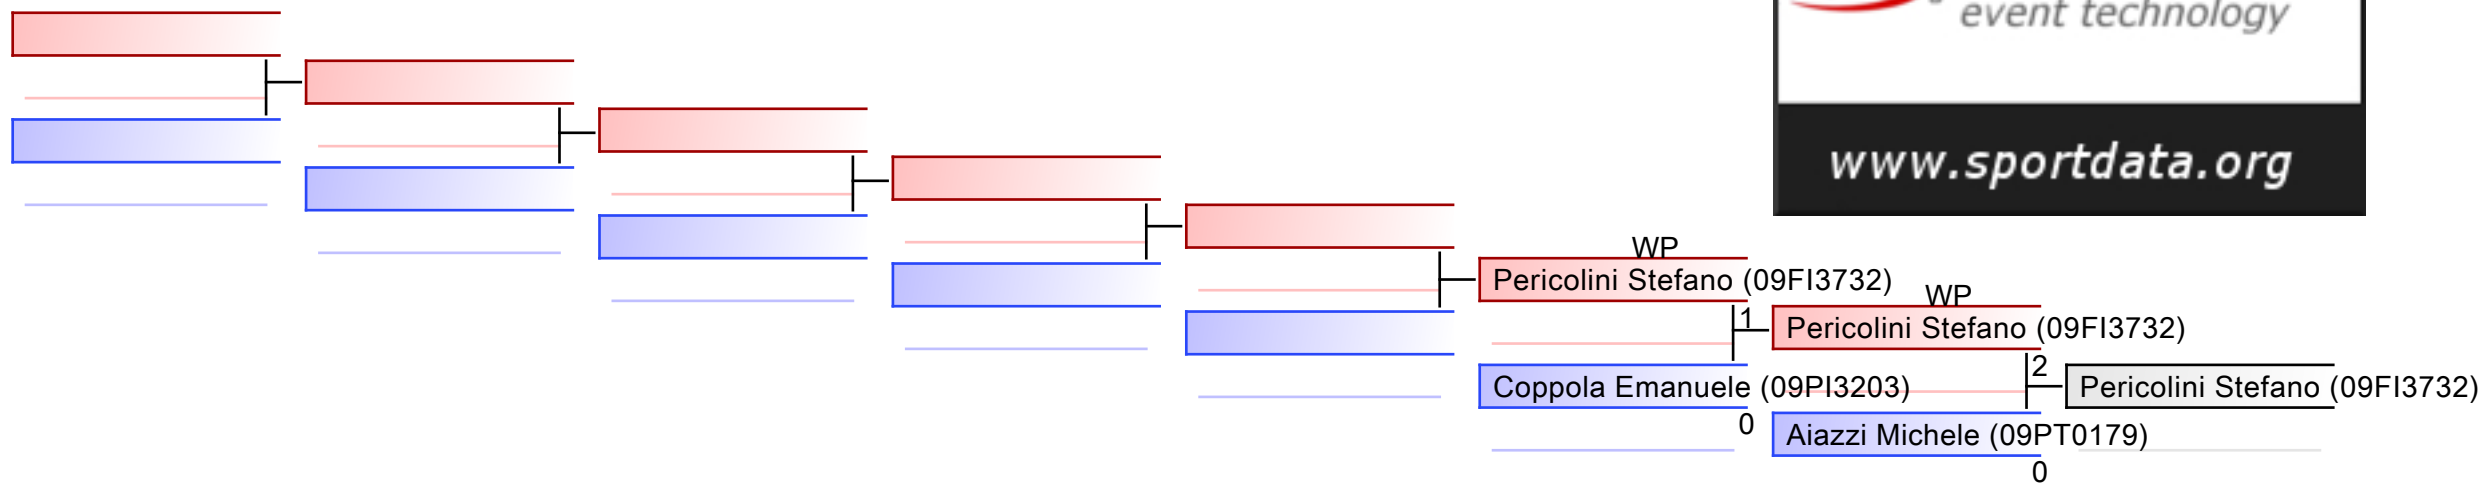 event technology
www.sportdata.org
WP
Pericolini Stefano (09FI3732)
WP
1
Pericolini Stefano (09FI3732)
2
Coppola Emanuele (09PI3203)
Pericolini Stefano (09FI3732)
0
Aiazzi Michele (09PT0179)
0